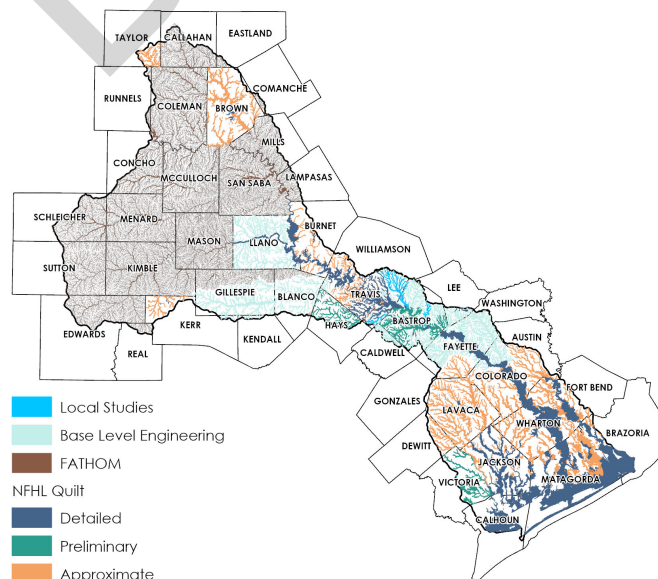 TAYLOR
CALLAHAN
EASTLAND
RUNNELS
COLEMAN
BROWN
COMANCHE
MILLS
CONCHO
MCCULLOCH
SAN SABA
LAMPASAS
SCHLEICHER
MENARD
MASON
LLANO
BURNET
WILLIAMSON
SUTTON
KIMBLE
GILLESPIE
BLANCO
TRAVIS
LEE
WASHINGTON
EDWARDS
REAL
KERR
KENDALL
HAYS
BASTROP
CALDWELL
FAYETTE
AUSTIN
COLORADO
FORT BEND
GONZALES
LAVACA
WHARTON
BRAZORIA
DEWITT
JACKSON
MATAGORDA
VICTORIA
CALHOUN
Local Studies
Base Level Engineering
FATHOM
NFHL Quilt
Detailed
Preliminary
Approximate